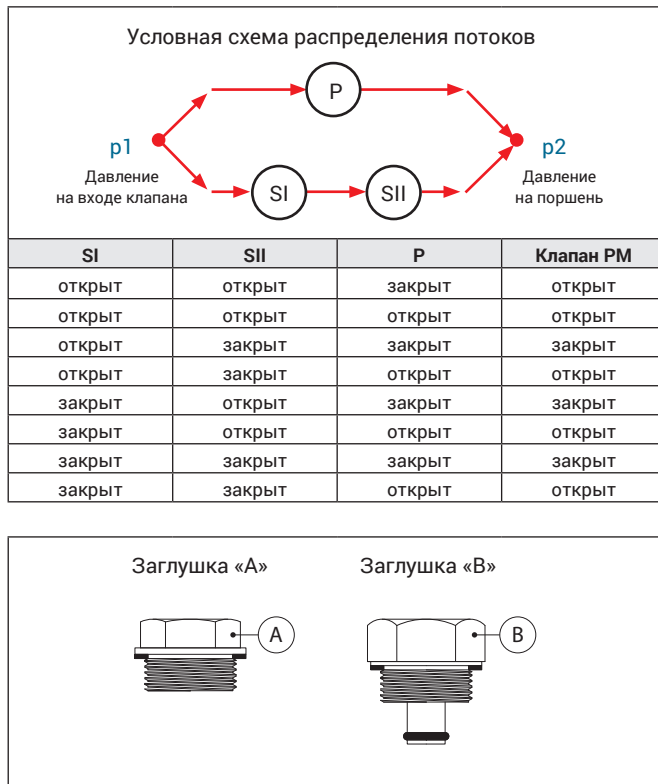 Условная схема распределения потоков
P
p1
p2
Давление
на входе клапана
Давление
на поршень
SI
SII
SI SII P Клапан РМ
открыт открыт закрыт открыт
открыт открыт открыт открыт
открыт закрыт закрыт закрыт
открыт закрыт открыт открыт
закрыт открыт закрыт закрыт
закрыт открыт открыт открыт
закрыт закрыт закрыт закрыт
закрыт закрыт открыт открыт
Заглушка «А» Заглушка «В»
A
B